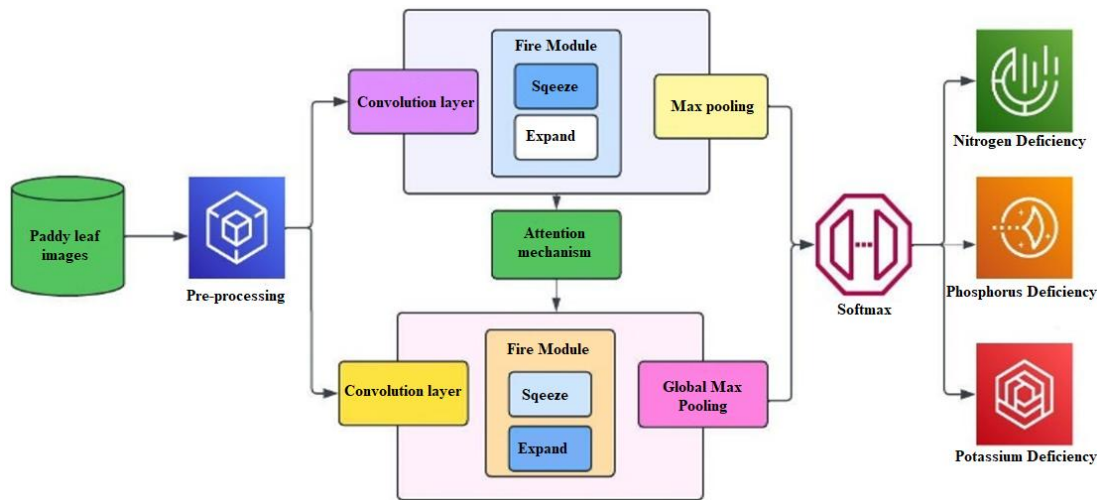 Paddy leaf
images
Pre-processing
Convolution layer
Fire Module
Sqeeze
Expand
Max pooling
Attention
mechanism
Convolution layer
Fire Module
Sqeeze
Expand
Global Max
Pooling
Softmax
Nitrogen Deficiency
Phosphorus Deficiency
Potassium Deficiency